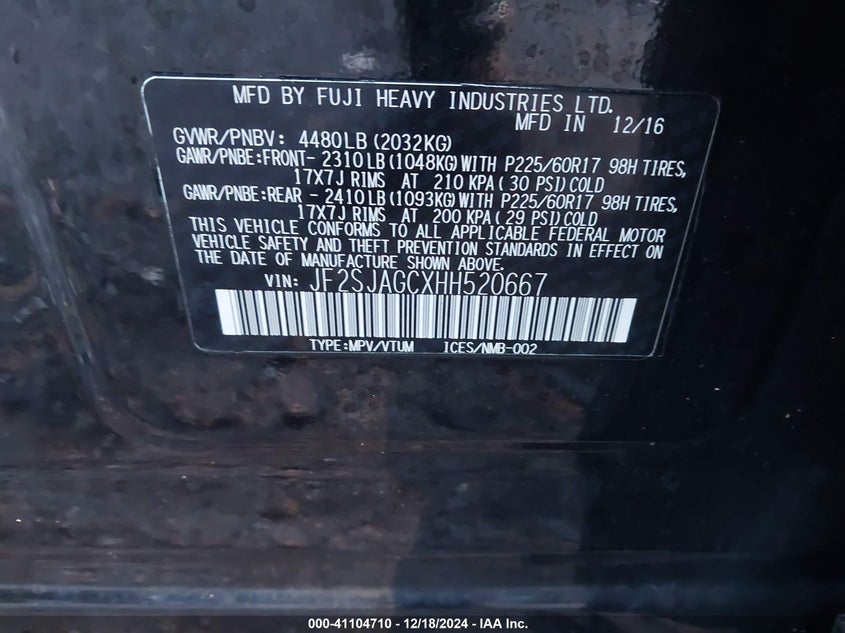 MFD BY FUJI HEAVY INDUSTRIES LTD.
MFD IN 12/16
GVWR/PNBV: 4480LB (2032KG)
GAWR/PNBE:FRONT- 2310LB (1048KG) WITH P225/60R17 98H TIRES,
17X7J RIMS AT 210 KPA( 30 PSI) COLD
GAWR/PNBE:REAR - 2410LB (1093KG) WITH P225/60R17 98H TIRES,
17X7J RIMS AT 200 KPA( 29 PSI) COLD
THIS VEHICLE CONFORMS TO ALL APPLICABLE FEDERAL MOTOR
VEHICLE SAFETY AND THEFT PREVENTION STANDARDS IN EFFECT ON
THE DATE OF MANUFACTURE SHOWN ABOVE.
VIN: JF2SJAGCXHH520667
TYPE:MPV/VTUM ICES/NMB-002
000-41104710 - 12/18/2024 - IAA Inc.